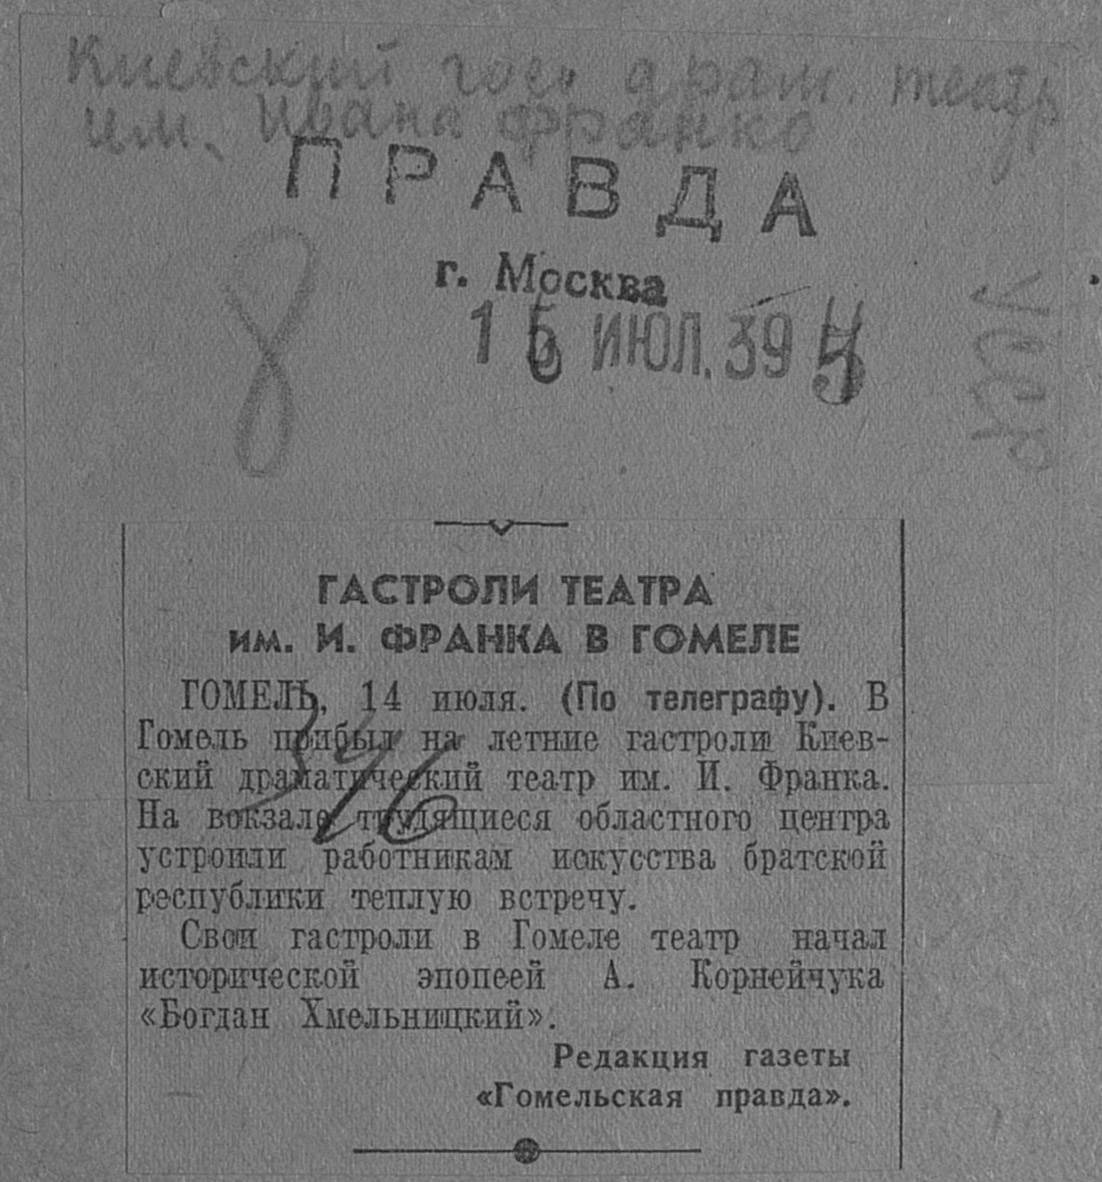 Киевский гос. драм. театр
им. Ивана Франко
ПРАВДА
г. Москва
8
ИЮЛ. 39
УССР
ГАСТРОЛИ ТЕАТРА
им. И. ФРАНКА В ГОМЕЛЕ
ГОМЕЛЬ, 14 июля. (По телеграфу). В
Гомель прибыл на летние гастроли Киев-
ский драматический театр им. И. Франка.
На вокзале трудящиеся областного центра
устроили работникам искусства братской
республики теплую встречу.
Свои гастроли в Гомеле театр начал
исторической эпопеей А. Корнейчука
«Богдан Хмельницкий».
Редакция газеты
«Гомельская правда».